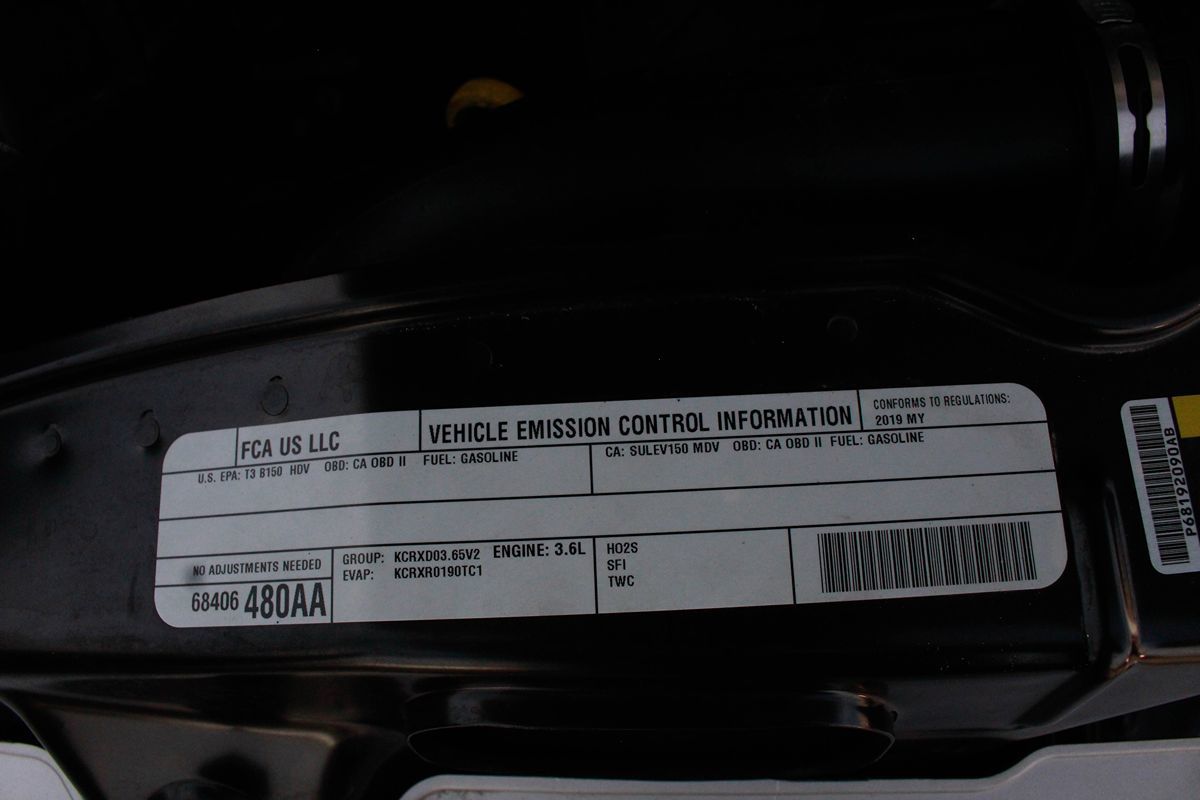 FCA US LLC
VEHICLE EMISSION CONTROL INFORMATION
CONFORMS TO REGULATIONS:
2019 MY
U.S. EPA: T3 B150 HDV OBD: CA OBD II FUEL: GASOLINE
CA: SULEV150 MDV OBD: CA OBD II FUEL: GASOLINE
NO ADJUSTMENTS NEEDED
68406 480AA
GROUP: KCRXD03.65V2 ENGINE: 3.6L
EVAP: KCRXR0190TC1
HO2S
SFI
TWC
P68192090AB